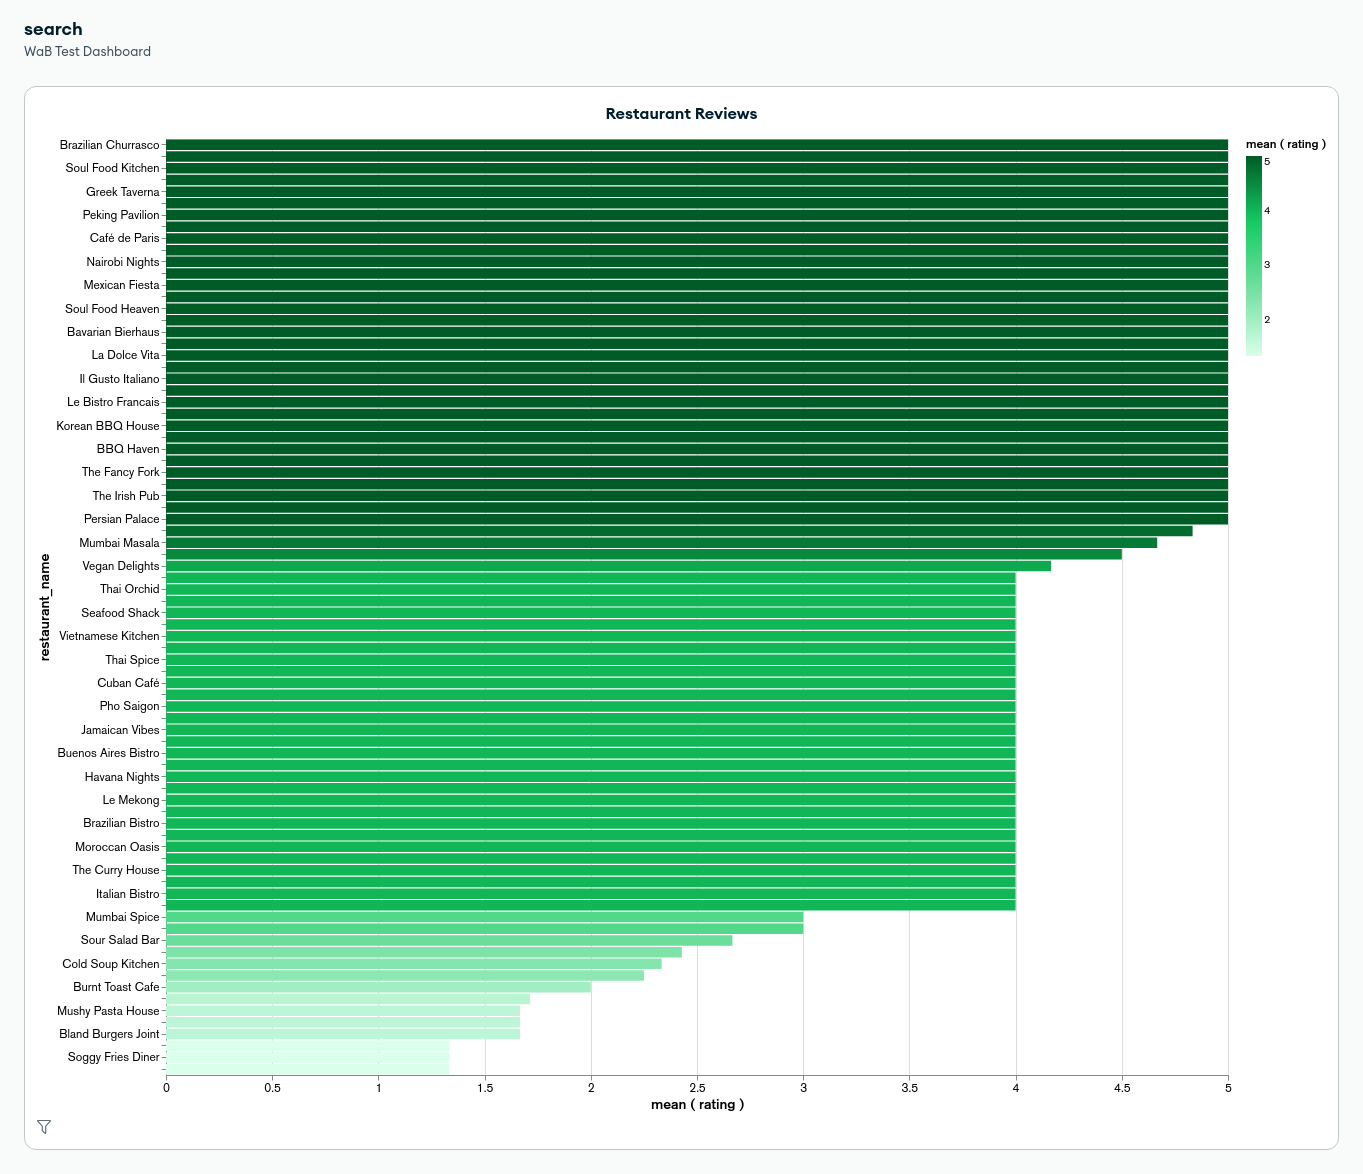 search
WaB Test Dashboard
Restaurant Reviews
Brazilian Churrasco
Soul Food Kitchen
Greek Taverna
Peking Pavilion
Café de Paris
Nairobi Nights
Mexican Fiesta
Soul Food Heaven
Bavarian Bierhaus
La Dolce Vita
Il Gusto Italiano
Le Bistro Francais
Korean BBQ House
BBQ Haven
The Fancy Fork
The Irish Pub
Persian Palace
Mumbai Masala
Vegan Delights
Thai Orchid
Seafood Shack
Vietnamese Kitchen
Thai Spice
Cuban Café
Pho Saigon
Jamaican Vibes
Buenos Aires Bistro
Havana Nights
Le Mekong
Brazilian Bistro
Moroccan Oasis
The Curry House
Italian Bistro
Mumbai Spice
Sour Salad Bar
Cold Soup Kitchen
Burnt Toast Cafe
Mushy Pasta House
Bland Burgers Joint
Soggy Fries Diner
restaurant_name
0 0.5 1 1.5 2 2.5 3 3.5 4 4.5 5
mean ( rating )
mean ( rating )
5
4
3
2